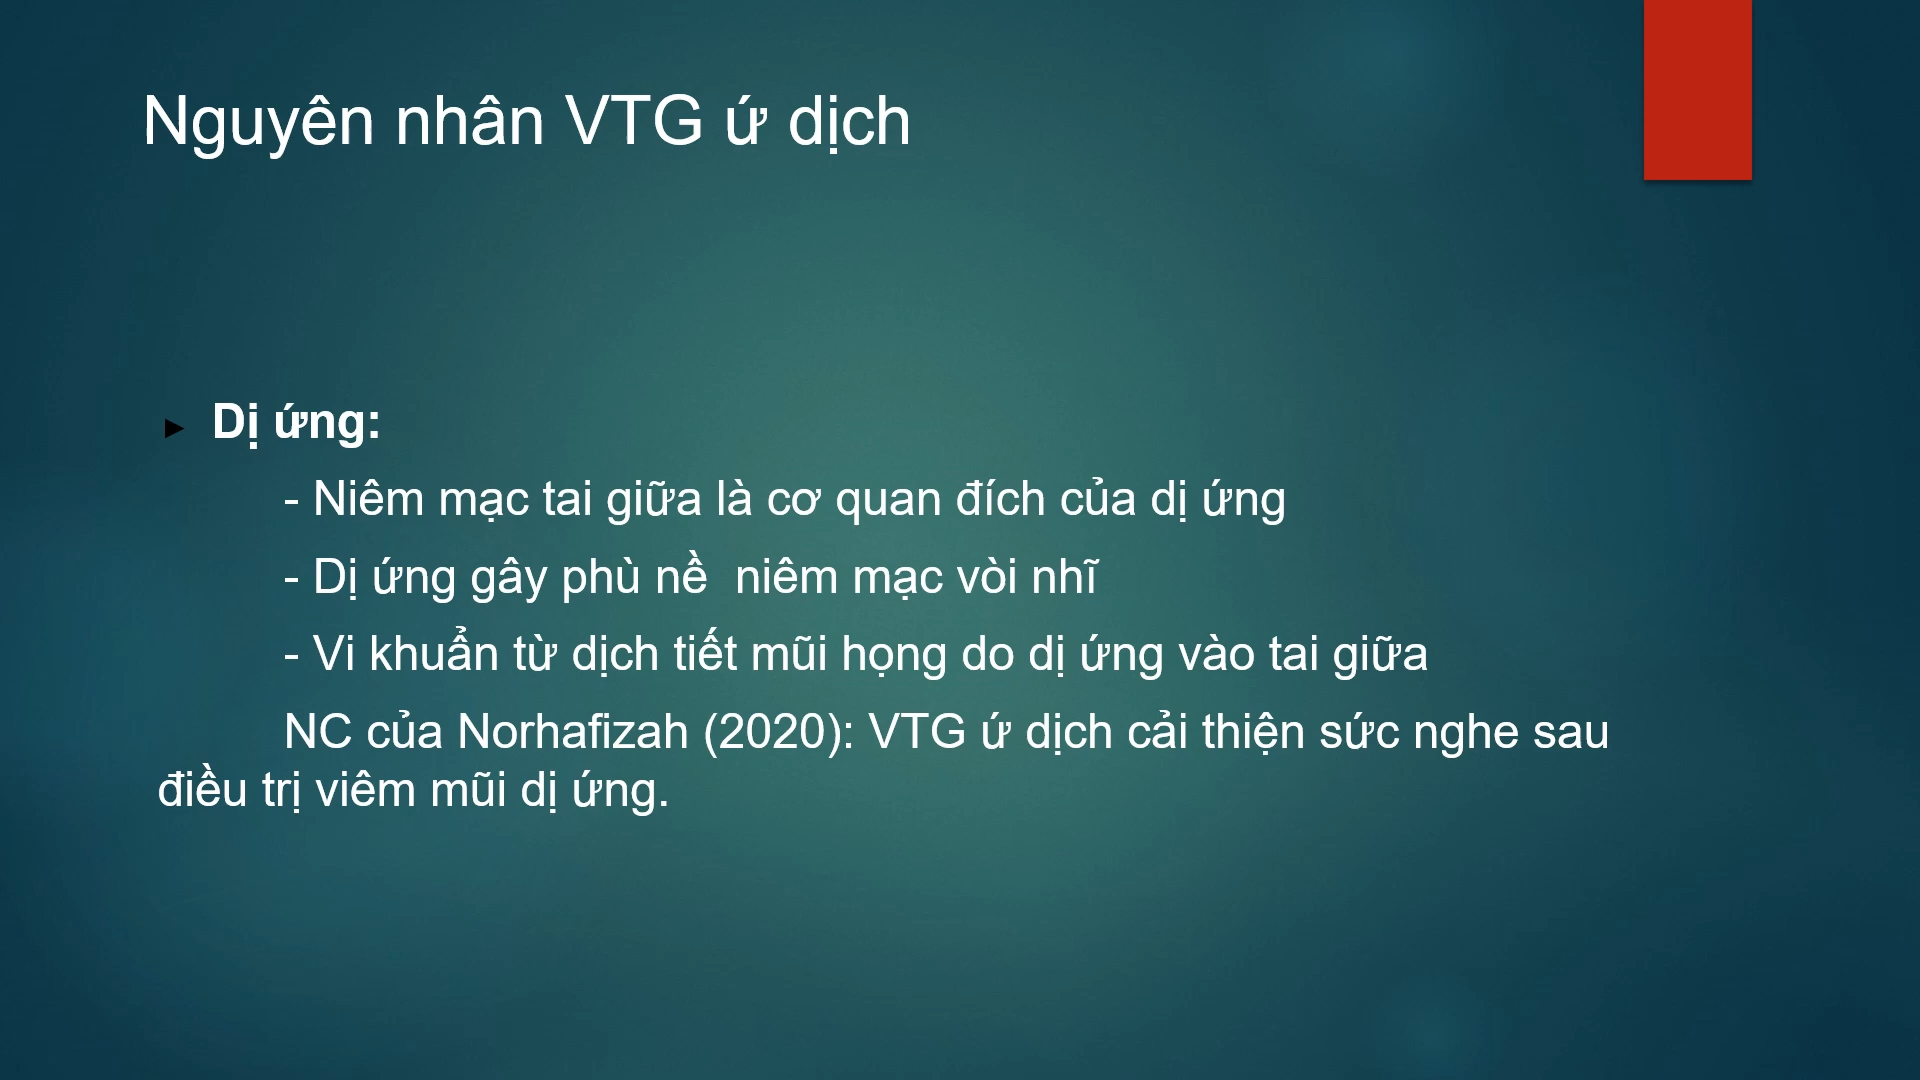 Nguyên nhân VTG ứ dịch
► Dị ứng:
- Niêm mạc tai giữa là cơ quan đích của dị ứng
- Dị ứng gây phù nề  niêm mạc vòi nhĩ
- Vi khuẩn từ dịch tiết mũi họng do dị ứng vào tai giữa
NC của Norhafizah (2020): VTG ứ dịch cải thiện sức nghe sau
điều trị viêm mũi dị ứng.